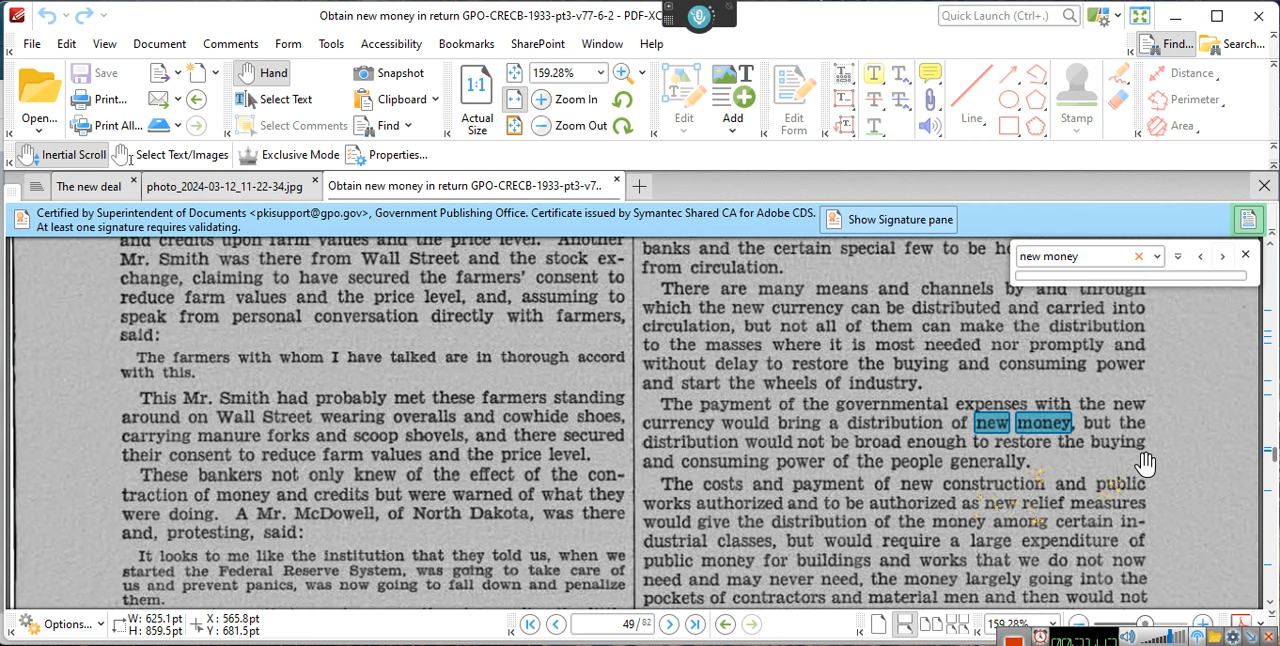 Obtain new money in return GPO-CRECB-1933-pt3-v77-6-2 - PDF-XC
Quick Launch (Ctrl+.)
File Edit View Document Comments Form Tools Accessibility Bookmarks SharePoint Window Help
Find... Search...
Open...
Save
Print...
Print All...
Hand
Select Text
Select Comments
Snapshot
Clipboard
Find
Actual
Size
1:1
159.28%
Zoom In
Zoom Out
Edit
Add
Edit
Form
Line
Stamp
Distance
Perimeter
Area
Inertial Scroll Select Text/Images Exclusive Mode Properties...
The new deal photo_2024-03-12_11-22-34.jpg Obtain new money in return GPO-CRECB-1933-pt3-v7..
Certified by Superintendent of Documents <pkisupport@gpo.gov>, Government Publishing Office. Certificate issued by Symantec Shared CA for Adobe CDS.
At least one signature requires validating.
Show Signature pane
new money
and credits upon farm values and the price level. Another
Mr. Smith was there from Wall Street and the stock ex-
change, claiming to have secured the farmers' consent to
reduce farm values and the price level, and, assuming to
speak from personal conversation directly with farmers,
said:
The farmers with whom I have talked are in thorough accord
with this.
This Mr. Smith had probably met these farmers standing
around on Wall Street wearing overalls and cowhide shoes,
carrying manure forks and scoop shovels, and there secured
their consent to reduce farm values and the price level.
These bankers not only knew of the effect of the con-
traction of money and credits but were warned of what they
were doing. A Mr. McDowell, of North Dakota, was there
and, protesting, said:
It looks to me like the institution that they told us, when we
started the Federal Reserve System, was going to take care of
us and prevent panics, was now going to fall down and penalize
them.
banks and the certain special few to be
from circulation.
There are many means and channels by and through
which the new currency can be distributed and carried into
circulation, but not all of them can make the distribution
to the masses where it is most needed nor promptly and
without delay to restore the buying and consuming power
and start the wheels of industry.
The payment of the governmental expenses with the new
currency would bring a distribution of new money, but the
distribution would not be broad enough to restore the buying
and consuming power of the people generally.
The costs and payment of new construction and public
works authorized and to be authorized as new relief measures
would give the distribution of the money among certain in-
dustrial classes, but would require a large expenditure of
public money for buildings and works that we do not now
need and may never need, the money largely going into the
pockets of contractors and material men and then would not
Options...
W: 625.1pt
H: 859.5pt
X: 565.8pt
Y: 681.5pt
49/82
159.28%